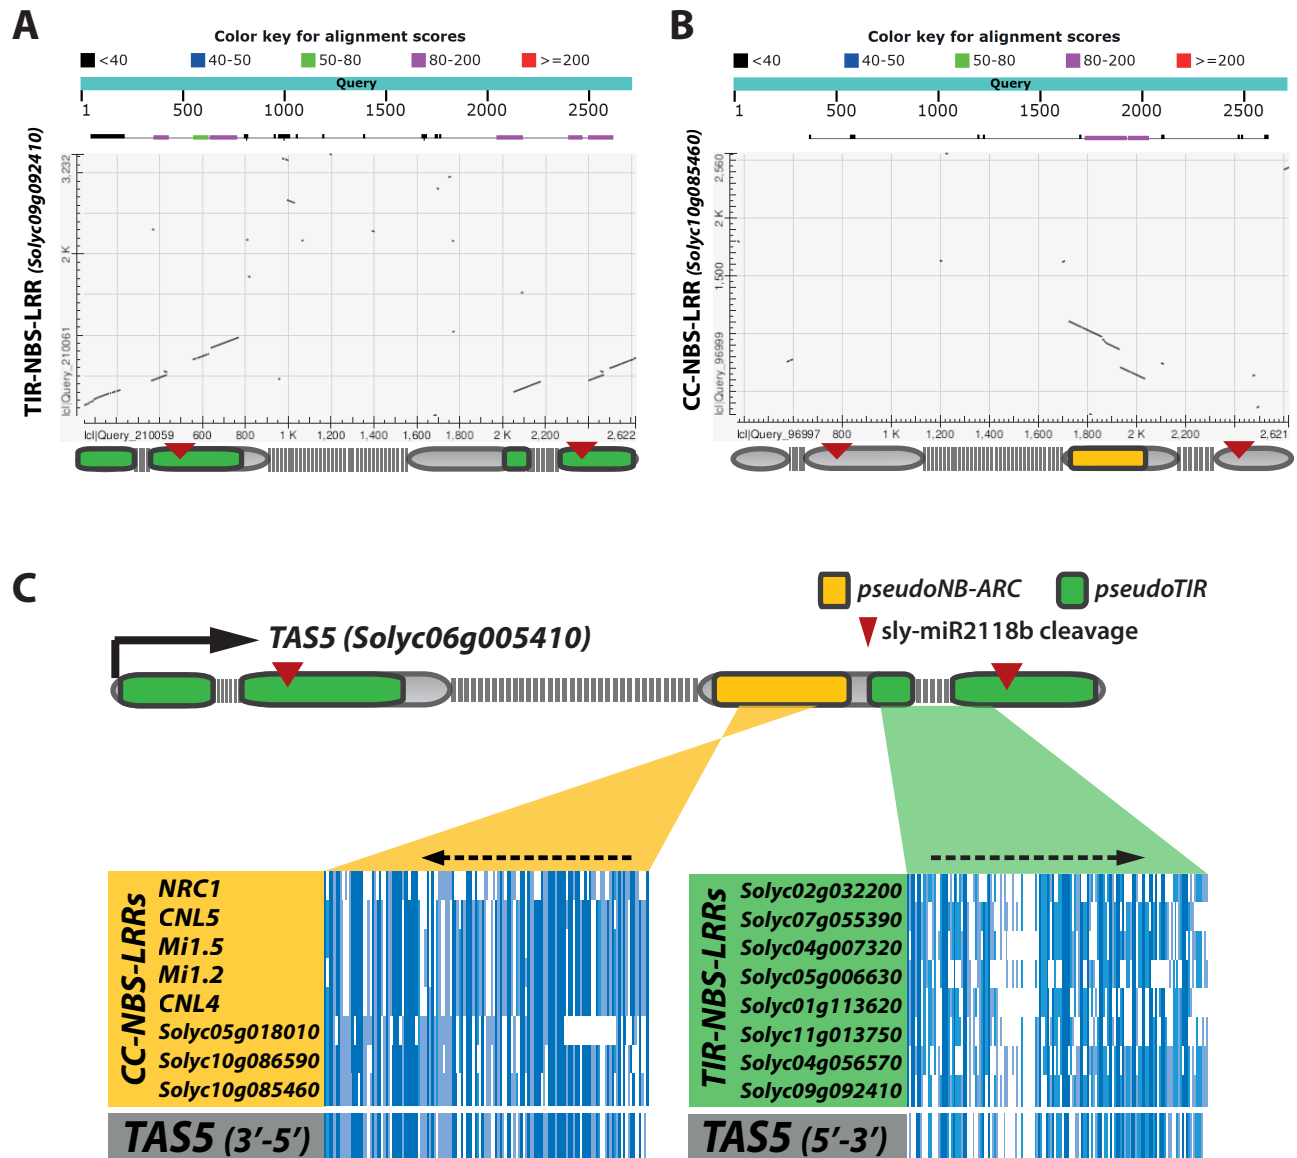 A
Color key for alignment scores
<40 40-50 50-80 80-200 >=200
Query
1 500 1000 1500 2000 2500
TIR-NBS-LRR (Solyc09g092410)
3,232
2 K
lcl|Query_210061
lcl|Query_210059 600 800 1 K 1,200 1,400 1,600 1,800 2 K 2,200 2,622
B
Color key for alignment scores
<40 40-50 50-80 80-200 >=200
Query
1 500 1000 1500 2000 2500
CC-NBS-LRR (Solyc10g085460)
2,560
2 K
1,500
lcl|Query_96999
lcl|Query_96997 800 1 K 1,200 1,400 1,600 1,800 2 K 2,200 2,621
C
pseudoNB-ARC pseudoTIR
sly-miR2118b cleavage
TAS5 (Solyc06g005410)
CC-NBS-LRRs
NRC1
CNL5
Mi1.5
Mi1.2
CNL4
Solyc05g018010
Solyc10g086590
Solyc10g085460
TAS5 (3′-5′)
TIR-NBS-LRRs
Solyc02g032200
Solyc07g055390
Solyc04g007320
Solyc05g006630
Solyc01g113620
Solyc11g013750
Solyc04g056570
Solyc09g092410
TAS5 (5′-3′)